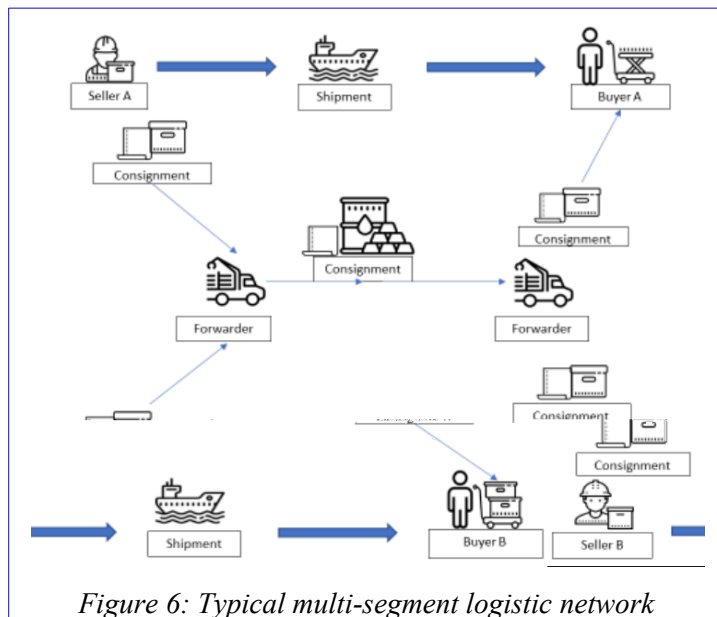 Seller A
Shipment
Buyer A
Consignment
Consignment
Consignment
Forwarder
Forwarder
Consignment
Consignment
Shipment
Buyer B
Seller B
Figure 6: Typical multi-segment logistic network